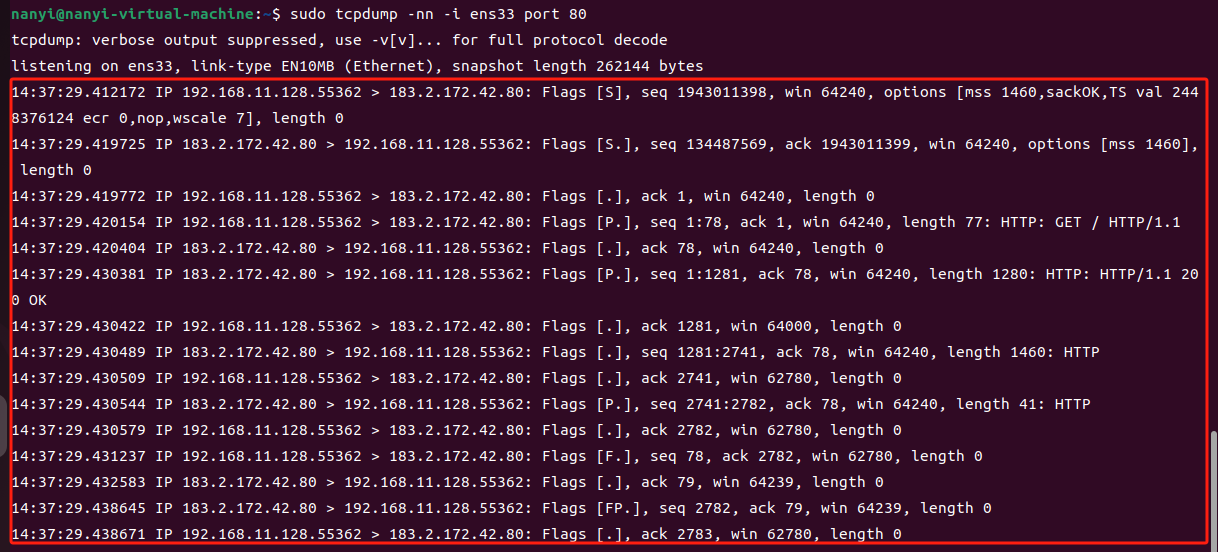 nanyi@nanyi-virtual-machine:~$ sudo tcpdump -nn -i ens33 port 80
tcpdump: verbose output suppressed, use -v[v]... for full protocol decode
listening on ens33, link-type EN10MB (Ethernet), snapshot length 262144 bytes
14:37:29.412172 IP 192.168.11.128.55362 > 183.2.172.42.80: Flags [S], seq 1943011398, win 64240, options [mss 1460,sackOK,TS val 244
8376124 ecr 0,nop,wscale 7], length 0
14:37:29.419725 IP 183.2.172.42.80 > 192.168.11.128.55362: Flags [S.], seq 134487569, ack 1943011399, win 64240, options [mss 1460],
 length 0
14:37:29.419772 IP 192.168.11.128.55362 > 183.2.172.42.80: Flags [.], ack 1, win 64240, length 0
14:37:29.420154 IP 192.168.11.128.55362 > 183.2.172.42.80: Flags [P.], seq 1:78, ack 1, win 64240, length 77: HTTP: GET / HTTP/1.1
14:37:29.420404 IP 183.2.172.42.80 > 192.168.11.128.55362: Flags [.], ack 78, win 64240, length 0
14:37:29.430381 IP 183.2.172.42.80 > 192.168.11.128.55362: Flags [P.], seq 1:1281, ack 78, win 64240, length 1280: HTTP: HTTP/1.1 20
0 OK
14:37:29.430422 IP 192.168.11.128.55362 > 183.2.172.42.80: Flags [.], ack 1281, win 64000, length 0
14:37:29.430489 IP 183.2.172.42.80 > 192.168.11.128.55362: Flags [.], seq 1281:2741, ack 78, win 64240, length 1460: HTTP
14:37:29.430509 IP 192.168.11.128.55362 > 183.2.172.42.80: Flags [.], ack 2741, win 62780, length 0
14:37:29.430544 IP 183.2.172.42.80 > 192.168.11.128.55362: Flags [P.], seq 2741:2782, ack 78, win 64240, length 41: HTTP
14:37:29.430579 IP 192.168.11.128.55362 > 183.2.172.42.80: Flags [.], ack 2782, win 62780, length 0
14:37:29.431237 IP 192.168.11.128.55362 > 183.2.172.42.80: Flags [F.], seq 78, ack 2782, win 62780, length 0
14:37:29.432583 IP 183.2.172.42.80 > 192.168.11.128.55362: Flags [.], ack 79, win 64239, length 0
14:37:29.438645 IP 183.2.172.42.80 > 192.168.11.128.55362: Flags [FP.], seq 2782, ack 79, win 64239, length 0
14:37:29.438671 IP 192.168.11.128.55362 > 183.2.172.42.80: Flags [.], ack 2783, win 62780, length 0